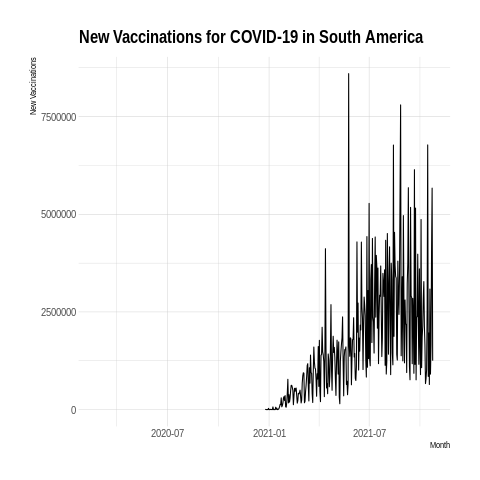 New Vaccinations for COVID-19 in South America
New Vaccinations
7500000
5000000
2500000
0
2020-07
2021-01
2021-07
Month